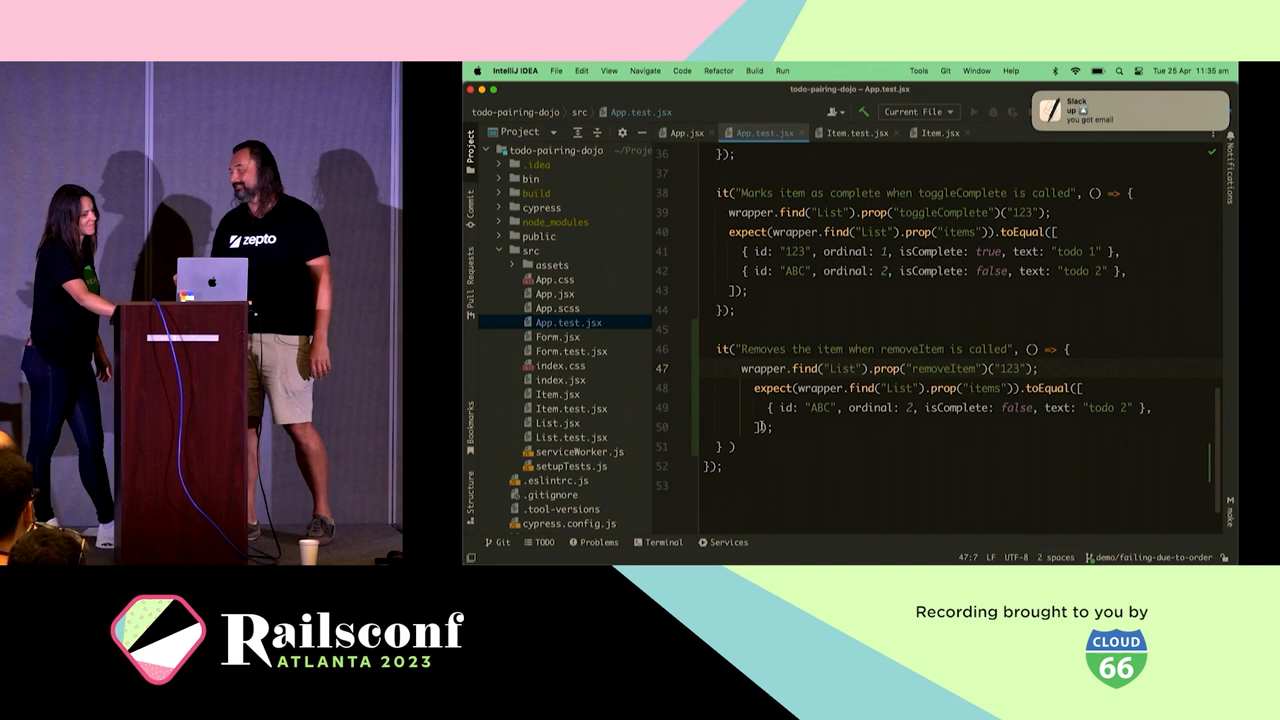 zepto
IntelliJ IDEA File Edit View Navigate Code Refactor Build Run Tools Git Window Help Tue 25 Apr 11:35 am
todo-pairing-dojo – App.test.jsx
todo-pairing-dojo src App.test.jsx Current File
Slack
up
you got email
Project App.jsx App.test.jsx Item.test.jsx Item.jsx
Project
Commit
Pull Requests
Bookmarks
Structure
Notifications
make
todo-pairing-dojo ~/Proje
.idea
bin
build
cypress
node_modules
public
src
assets
App.css
App.jsx
App.scss
App.test.jsx
Form.jsx
Form.test.jsx
index.css
index.jsx
Item.jsx
Item.test.jsx
List.jsx
List.test.jsx
serviceWorker.js
setupTests.js
.eslintrc.js
.gitignore
.tool-versions
cypress.config.js
36 });
37
38 it("Marks item as complete when toggleComplete is called", () => {
39 wrapper.find("List").prop("toggleComplete")("123");
40 expect(wrapper.find("List").prop("items")).toEqual([
41 { id: "123", ordinal: 1, isComplete: true, text: "todo 1" },
42 { id: "ABC", ordinal: 2, isComplete: false, text: "todo 2" },
43 ]);
44 });
45
46 it("Removes the item when removeItem is called", () => {
47 wrapper.find("List").prop("removeItem")("123");
48 expect(wrapper.find("List").prop("items")).toEqual([
49 { id: "ABC", ordinal: 2, isComplete: false, text: "todo 2" },
50 ]);
51 } )
52 });
53
Git TODO Problems Terminal Services
47:7 LF UTF-8 2 spaces demo/failing-due-to-order
Railsconf
ATLANTA 2023
Recording brought to you by
CLOUD
66